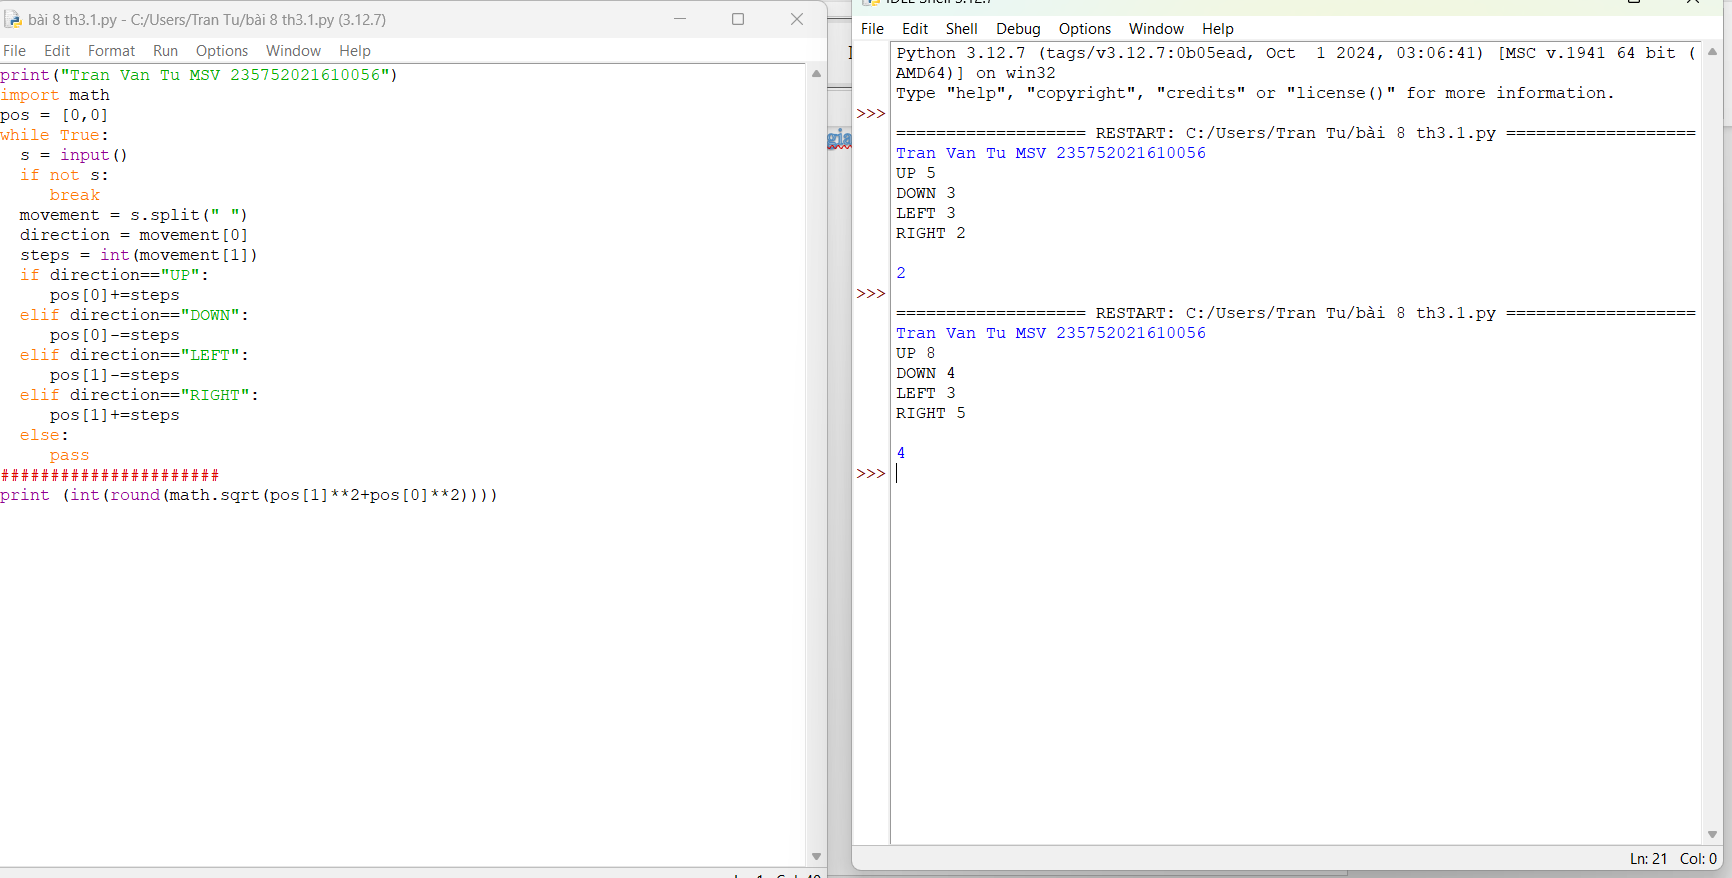 bài 8 th3.1.py - C:/Users/Tran Tu/bài 8 th3.1.py (3.12.7)
File Edit Format Run Options Window Help
print("Tran Van Tu MSV 235752021610056")
import math
pos = [0,0]
while True:
  s = input()
  if not s:
     break
  movement = s.split(" ")
  direction = movement[0]
  steps = int(movement[1])
  if direction=="UP":
     pos[0]+=steps
  elif direction=="DOWN":
     pos[0]-=steps
  elif direction=="LEFT":
     pos[1]-=steps
  elif direction=="RIGHT":
     pos[1]+=steps
  else:
     pass
######################
print (int(round(math.sqrt(pos[1]**2+pos[0]**2))))
gia
IDLE Shell 3.12.7
File Edit Shell Debug Options Window Help
Python 3.12.7 (tags/v3.12.7:0b05ead, Oct  1 2024, 03:06:41) [MSC v.1941 64 bit (
AMD64)] on win32
Type "help", "copyright", "credits" or "license()" for more information.
>>>
=================== RESTART: C:/Users/Tran Tu/bài 8 th3.1.py ===================
Tran Van Tu MSV 235752021610056
UP 5
DOWN 3
LEFT 3
RIGHT 2
2
>>>
=================== RESTART: C:/Users/Tran Tu/bài 8 th3.1.py ===================
Tran Van Tu MSV 235752021610056
UP 8
DOWN 4
LEFT 3
RIGHT 5
4
>>>
Ln: 21 Col: 0